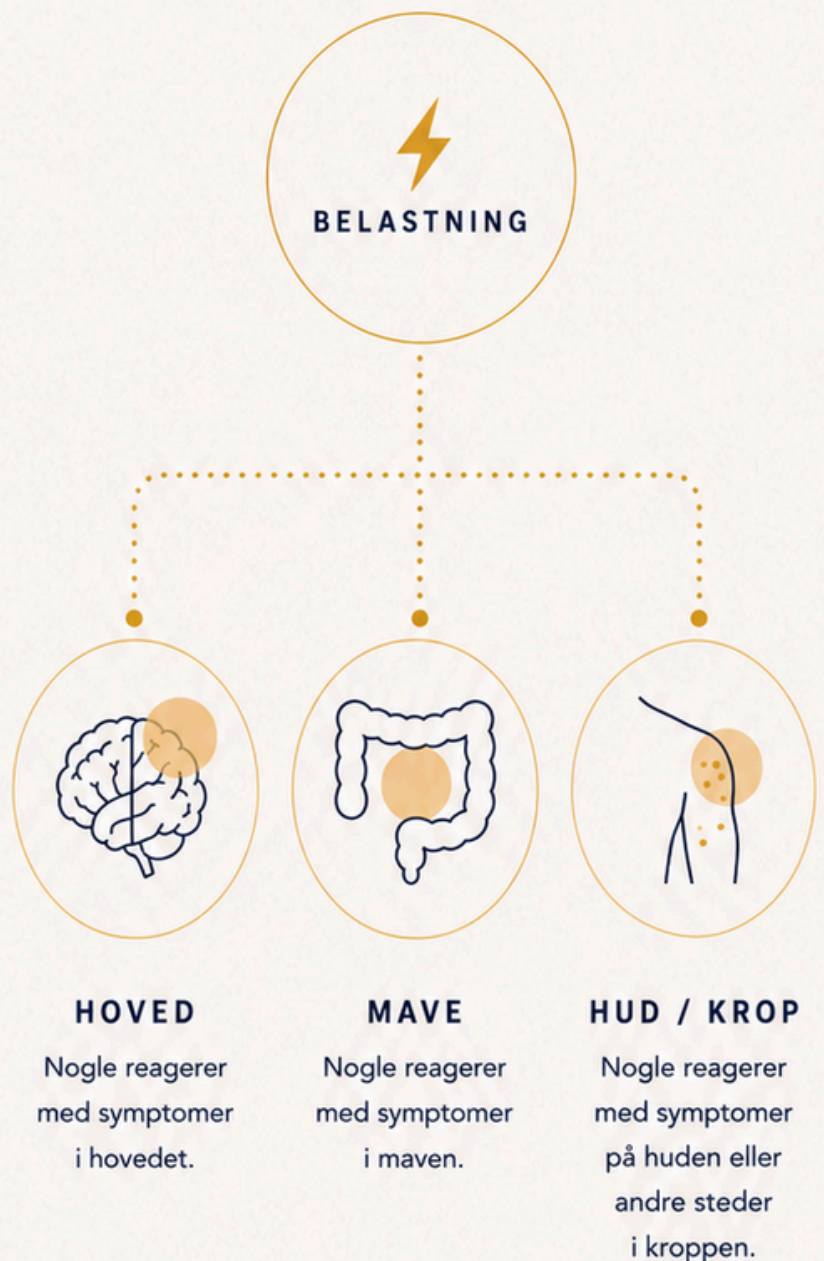 BELASTNING
HOVED
Nogle reagerer
med symptomer
i hovedet.
MAVE
Nogle reagerer
med symptomer
i maven.
HUD / KROP
Nogle reagerer
med symptomer
på huden eller
andre steder
i kroppen.